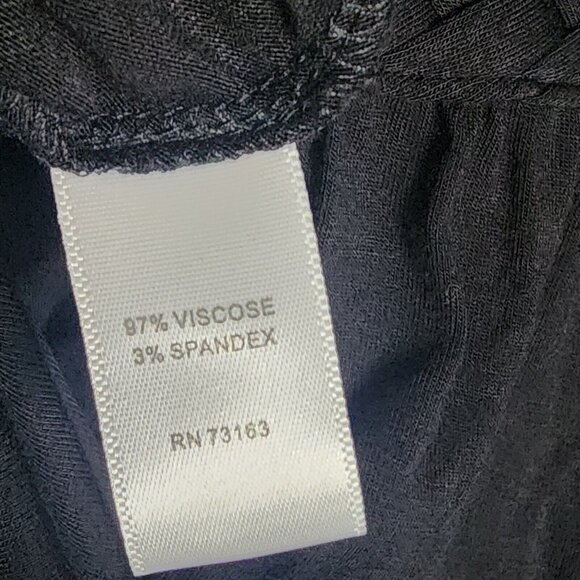 97% VISCOSE
3% SPANDEX
RN 73163